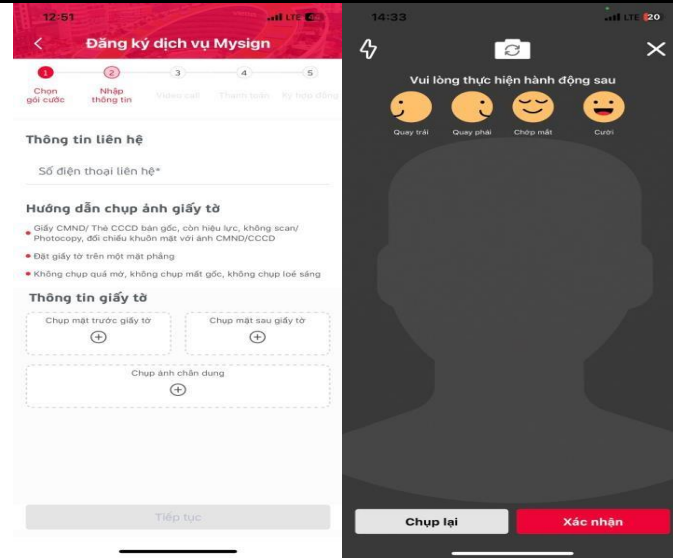 12:51
LTE
Đăng ký dịch vụ Mysign
1
2
3
4
5
Chọn gói cước
Nhập thông tin
Video call
Thanh toán
Ký hợp đồng
Thông tin liên hệ
Số điện thoại liên hệ*
Hướng dẫn chụp ảnh giấy tờ
Giấy CMND/ Thẻ CCCD bản gốc, còn hiệu lực, không scan/
Photocopy, đối chiếu khuôn mặt với ảnh CMND/CCCD
Đặt giấy tờ trên một mặt phẳng
Không chụp quá mờ, không chụp mất góc, không chụp loé sáng
Thông tin giấy tờ
Chụp mặt trước giấy tờ
Chụp mặt sau giấy tờ
Chụp ảnh chân dung
Tiếp tục
14:33
LTE 20
Vui lòng thực hiện hành động sau
Quay trái
Quay phải
Chớp mắt
Cười
Chụp lại
Xác nhận